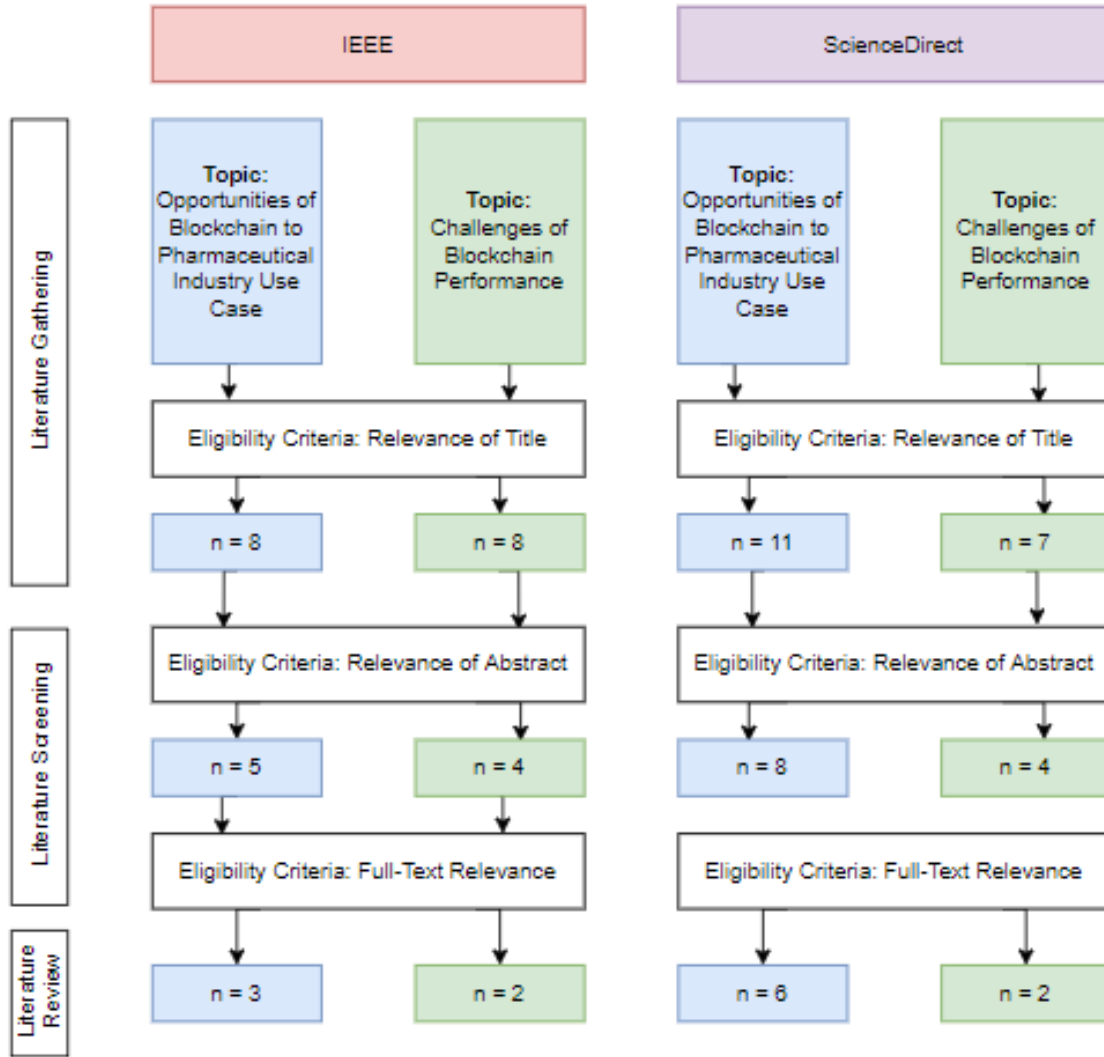 IEEE
ScienceDirect
Literature Gathering
Topic:
Opportunities of
Blockchain to
Pharmaceutical
Industry Use
Case
Topic:
Challenges of
Blockchain
Performance
Topic:
Opportunities of
Blockchain to
Pharmaceutical
Industry Use
Case
Topic:
Challenges of
Blockchain
Performance
Eligibility Criteria: Relevance of Title
Eligibility Criteria: Relevance of Title
n = 8
n = 8
n = 11
n = 7
Literature Screening
Eligibility Criteria: Relevance of Abstract
Eligibility Criteria: Relevance of Abstract
n = 5
n = 4
n = 8
n = 4
Eligibility Criteria: Full-Text Relevance
Eligibility Criteria: Full-Text Relevance
Literature
Review
n = 3
n = 2
n = 6
n = 2